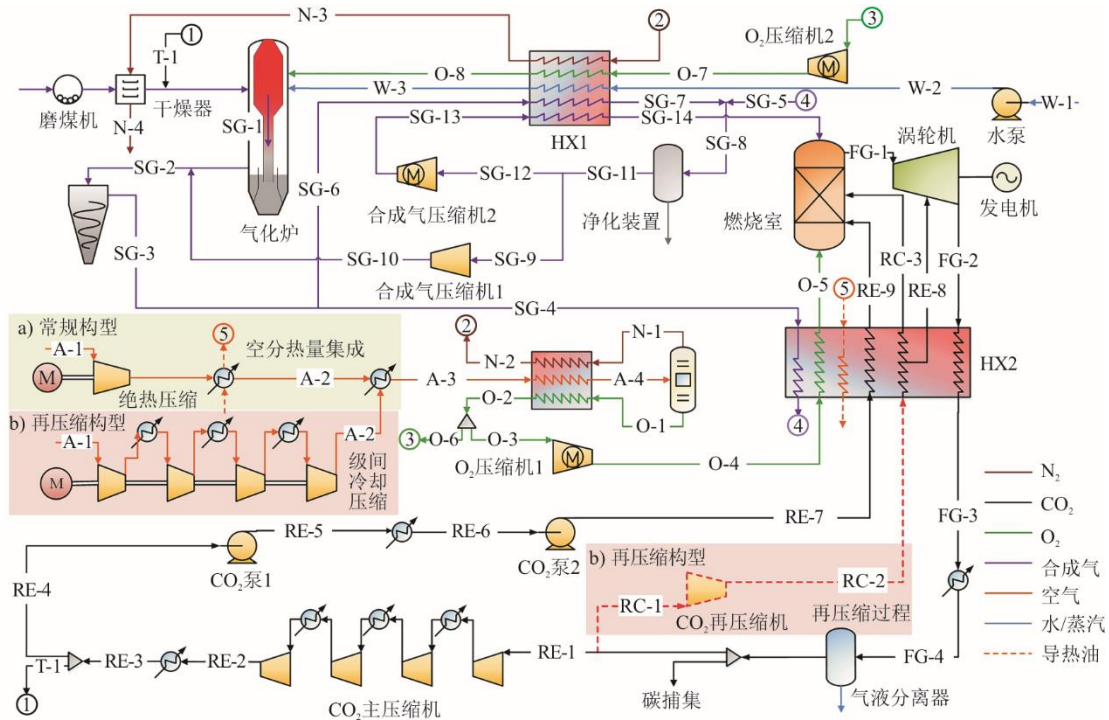 N-3
②
③
O₂压缩机2
①
T-1
O-8
O-7
W-3
W-2
W-1
磨煤机
干燥器
N-4
SG-1
SG-7
SG-5
④
SG-13
SG-14
HX1
水泵
涡轮机
FG-1
SG-2
SG-6
SG-8
SG-12
SG-11
合成气压缩机2
净化装置
燃烧室
发电机
气化炉
SG-3
SG-10
SG-9
合成气压缩机1
RC-3
FG-2
O-5
RE-9
RE-8
SG-4
⑤
a) 常规构型
⑤
A-1
空分热量集成
M
绝热压缩
A-2
A-3
②
N-2
N-1
A-4
O-2
O-1
HX2
④
b) 再压缩构型
A-1
A-2
M
级间
冷却
压缩
③
O-6
O-3
O₂压缩机1
O-4
N₂
CO₂
O₂
合成气
空气
水/蒸汽
导热油
RE-5
RE-6
RE-7
CO₂泵1
CO₂泵2
FG-3
RE-4
b) 再压缩构型
RC-1
RC-2
CO₂再压缩机
再压缩过程
T-1
RE-3
RE-2
RE-1
FG-4
①
CO₂主压缩机
碳捕集
气液分离器